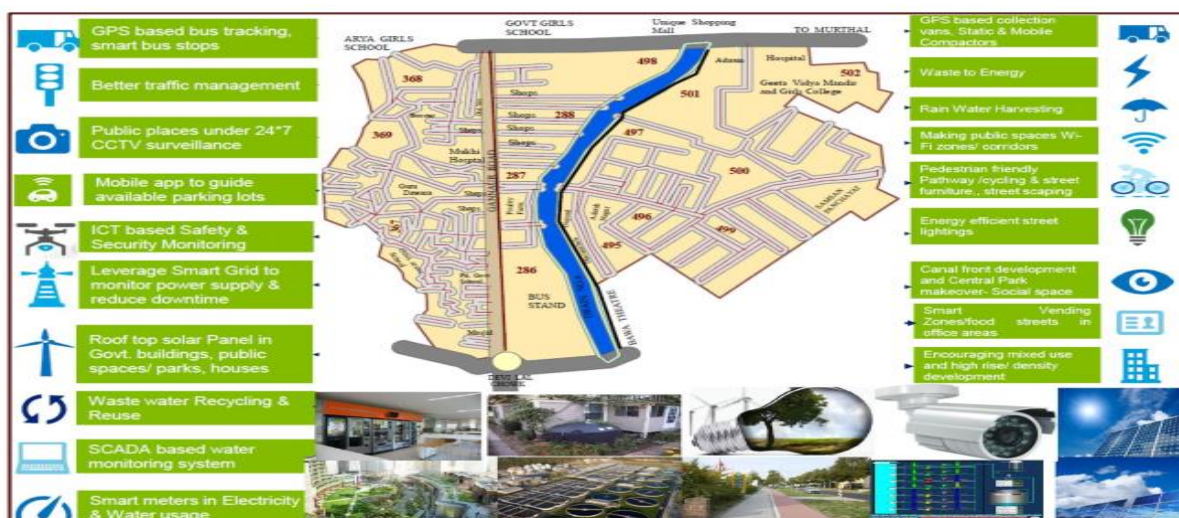 GPS based bus tracking,
smart bus stops
Better traffic management
Public places under 24*7
CCTV surveillance
Mobile app to guide
available parking lots
ICT based Safety &
Security Monitoring
Leverage Smart Grid to
monitor power supply &
reduce downtime
Roof top solar Panel in
Govt. buildings, public
spaces/ parks, houses
Waste water Recycling &
Reuse
SCADA based water
monitoring system
Smart meters in Electricity
& Water usage
ARYA GIRLS
SCHOOL
GOVT GIRLS
SCHOOL
Unique Shopping
Mall
TO MURTHAL
498
368
Hospital
502
Geeta Vidya Mandir
and Girls College
501
Shops
Shops
288
Shops
Shops
369
497
Mukhi
Hospital
500
287
Shops
496
499
495
286
BUS
STAND
BAWA THEATRE
DEVI LAL
CHOWK
GPS based collection
vans, Static & Mobile
Compactors
Waste to Energy
Rain Water Harvesting
Making public spaces Wi-
Fi zones/ corridors
Pedestrian friendly
Pathway /cycling & street
furniture., street scaping
Energy efficient street
lightings
Canal front development
and Central Park
makeover- Social space
Smart Vending
Zones/food streets in
office areas
Encouraging mixed use
and high rise/ density
development